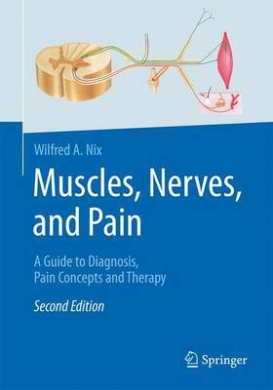 Wilfred A. Nix
Muscles, Nerves,
and Pain
A Guide to Diagnosis,
Pain Concepts and Therapy
Second Edition
Springer